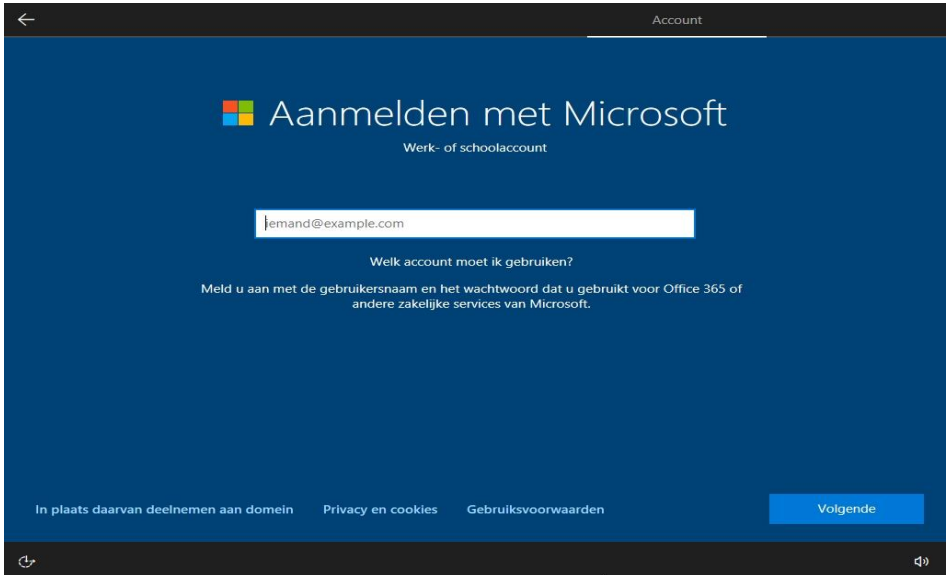 Account
Aanmelden met Microsoft
Werk- of schoolaccount
iemand@example.com
Welk account moet ik gebruiken?
Meld u aan met de gebruikersnaam en het wachtwoord dat u gebruikt voor Office 365 of
andere zakelijke services van Microsoft.
In plaats daarvan deelnemen aan domein Privacy en cookies Gebruiksvoorwaarden Volgende